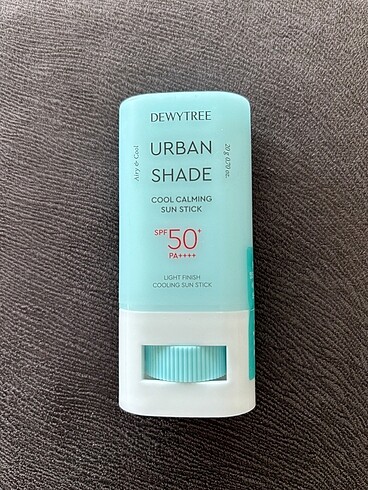 DEWYTREE
Airy & Cool
20 g 0.70 oz.
URBAN
SHADE
COOL CALMING
SUN STICK
SPF 50+
PA++++
LIGHT FINISH
COOLING SUN STICK